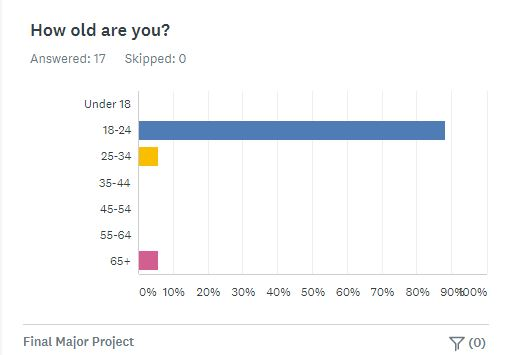 How old are you?
Answered: 17 Skipped: 0
Under 18
18-24
25-34
35-44
45-54
55-64
65+
0% 10% 20% 30% 40% 50% 60% 70% 80% 90% 100%
Final Major Project (0)